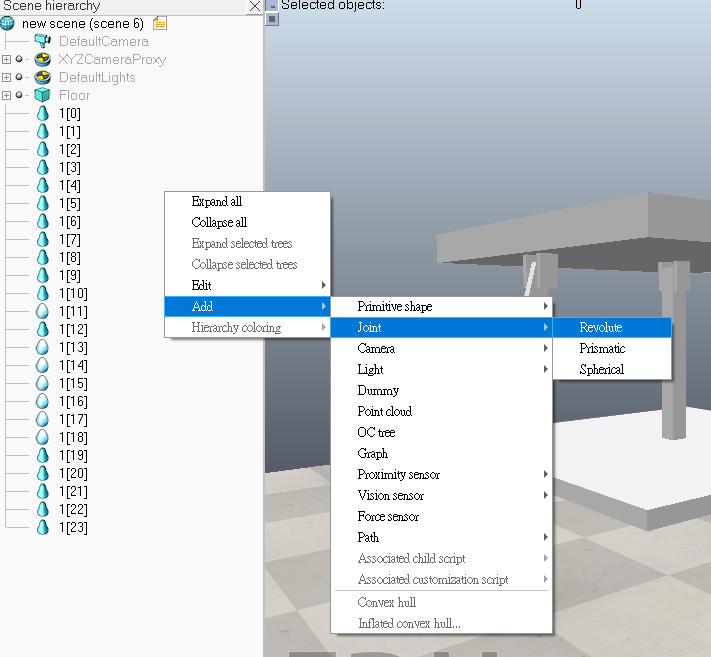 Scene hierarchy
Selected objects: 0
new scene (scene 6)
DefaultCamera
XYZCameraProxy
DefaultLights
Floor
1[0]
1[1]
1[2]
1[3]
1[4]
1[5]
1[6]
1[7]
1[8]
1[9]
1[10]
1[11]
1[12]
1[13]
1[14]
1[15]
1[16]
1[17]
1[18]
1[19]
1[20]
1[21]
1[22]
1[23]
Expand all
Collapse all
Expand selected trees
Collapse selected trees
Edit
Add
Hierarchy coloring
Primitive shape
Joint
Camera
Light
Dummy
Point cloud
OC tree
Graph
Proximity sensor
Vision sensor
Force sensor
Path
Associated child script
Associated customization script
Convex hull
Inflated convex hull...
Revolute
Prismatic
Spherical